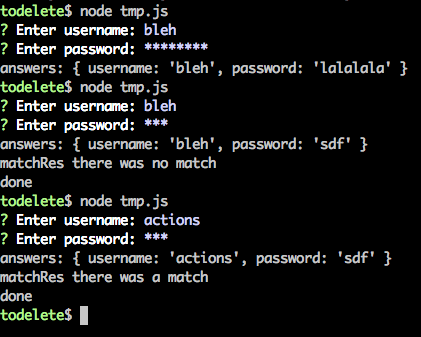 todelete$ node tmp.js
? Enter username: bleh
? Enter password: ********
answers: { username: 'bleh', password: 'lalalala' }
todelete$ node tmp.js
? Enter username: bleh
? Enter password: ***
answers: { username: 'bleh', password: 'sdf' }
matchRes there was no match
done
todelete$ node tmp.js
? Enter username: actions
? Enter password: ***
answers: { username: 'actions', password: 'sdf' }
matchRes there was a match
done
todelete$